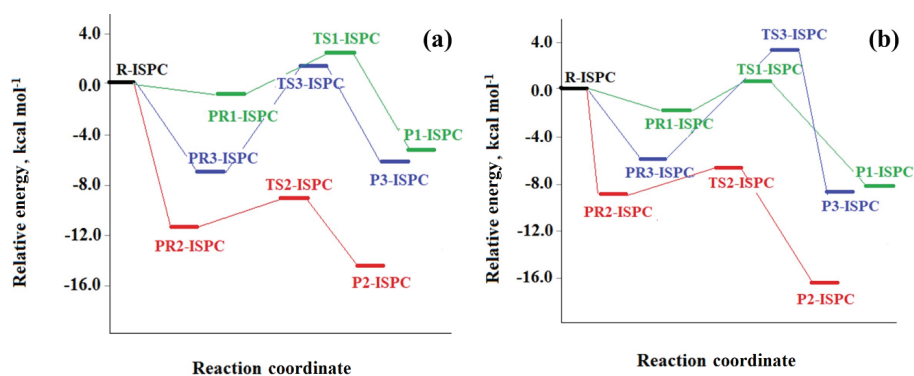 (a)
Relative energy, kcal mol-1
4.0
0.0
-4.0
-8.0
-12.0
-16.0
R-ISPC
TS1-ISPC
TS3-ISPC
PR1-ISPC
P1-ISPC
PR3-ISPC
P3-ISPC
TS2-ISPC
PR2-ISPC
P2-ISPC
Reaction coordinate
(b)
Relative energy, kcal mol-1
4.0
0.0
-4.0
-8.0
-12.0
-16.0
TS3-ISPC
R-ISPC
TS1-ISPC
PR1-ISPC
PR3-ISPC
TS2-ISPC
P1-ISPC
PR2-ISPC
P3-ISPC
P2-ISPC
Reaction coordinate